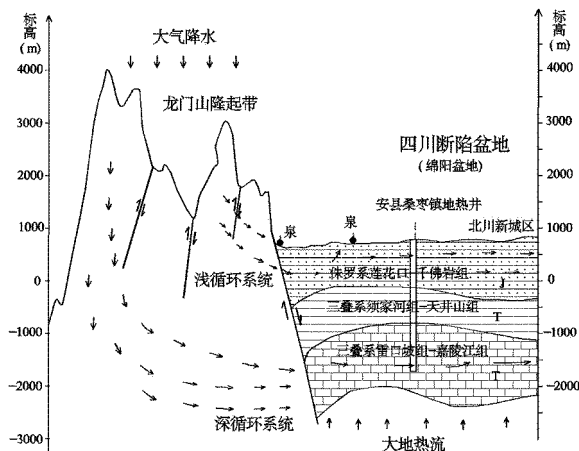 标高
(m)
4000
3000
2000
1000
0
−1000
−2000
−3000
大气降水
龙门山隆起带
浅循环系统
深循环系统
泉
泉
四川断陷盆地
(绵阳盆地)
安县桑枣镇地热井
北川新城区
侏罗系莲花口-千佛岩组
J
三叠系须家河组-天井山组
T
三叠系雷口坡组-嘉陵江组
T
大地热流
标高
(m)
4000
3000
2000
1000
0
−1000
−2000